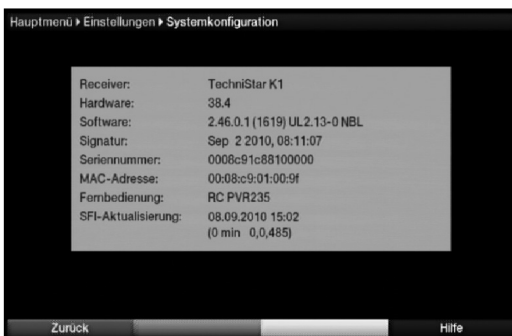 Hauptmenü ▸ Einstellungen ▸ Systemkonfiguration
Receiver: TechniStar K1
Hardware: 38.4
Software: 2.46.0.1 (1619) UL2.13-0 NBL
Signatur: Sep 2 2010, 08:11:07
Seriennummer: 0008c91c88100000
MAC-Adresse: 00:08:c9:01:00:9f
Fernbedienung: RC PVR235
SFI-Aktualisierung: 08.09.2010 15:02
(0 min 0,0,485)
Zurück Hilfe